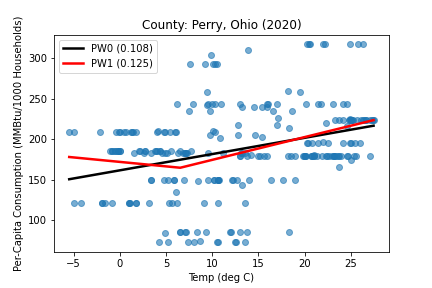 County: Perry, Ohio (2020)
PW0 (0.108)
PW1 (0.125)
Per-Capita Consumption (MMBtu/1000 Households)
300
250
200
150
100
−5 0 5 10 15 20 25
Temp (deg C)